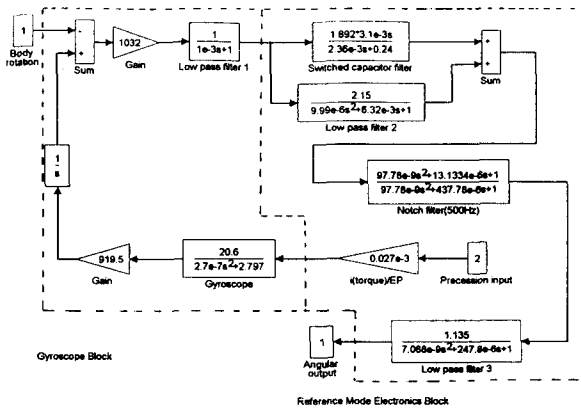 1
Body
rotation
-
+
Sum
1032
Gain
1
1e-3s+1
Low pass filter 1
1.892*3.1e-3s
2.36e-3s+0.24
Switched capacitor filter
+
+
Sum
2.15
9.99e-6s²+6.32e-3s+1
Low pass filter 2
1
s
97.78e-9s²+13.1334e-6s+1
97.78e-9s²+437.78e-6s+1
Notch filter(500Hz)
919.5
Gain
20.6
2.7e-7s²+2.797
Gyroscope
0.027e-3
i(torque)/EP
2
Precession input
1
Angular
output
1.135
7.068e-9s²+247.8e-6s+1
Low pass filter 3
Gyroscope Block
Reference Mode Electronics Block